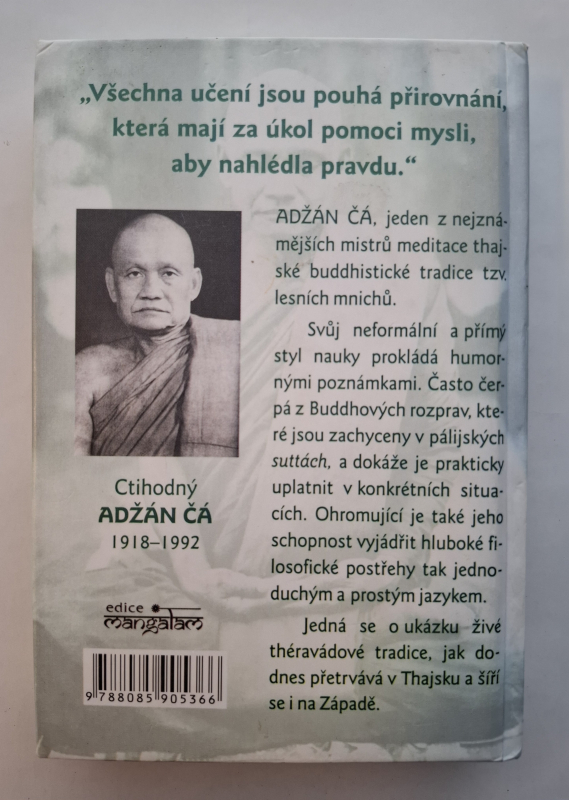 „Všechna učení jsou pouhá přirovnání,
která mají za úkol pomoci mysli,
aby nahlédla pravdu.“
ADŽÁN ČÁ, jeden z nejzná-
mějších mistrů meditace thaj-
ské buddhistické tradice tzv.
lesních mnichů.
Svůj neformální a přímý
styl nauky prokládá humor-
nými poznámkami. Často čer-
pá z Buddhových rozprav, kte-
ré jsou zachyceny v pálijských
suttách, a dokáže je prakticky
uplatnit v konkrétních situa-
cích. Ohromující je také jeho
schopnost vyjádřit hluboké fi-
losofické postřehy tak jedno-
duchým a prostým jazykem.
Jedná se o ukázku živé
théravádové tradice, jak do-
dnes přetrvává v Thajsku a šíří
se i na Západě.
Ctihodný
ADŽÁN ČÁ
1918–1992
edice
mangalam
9 788085 905366